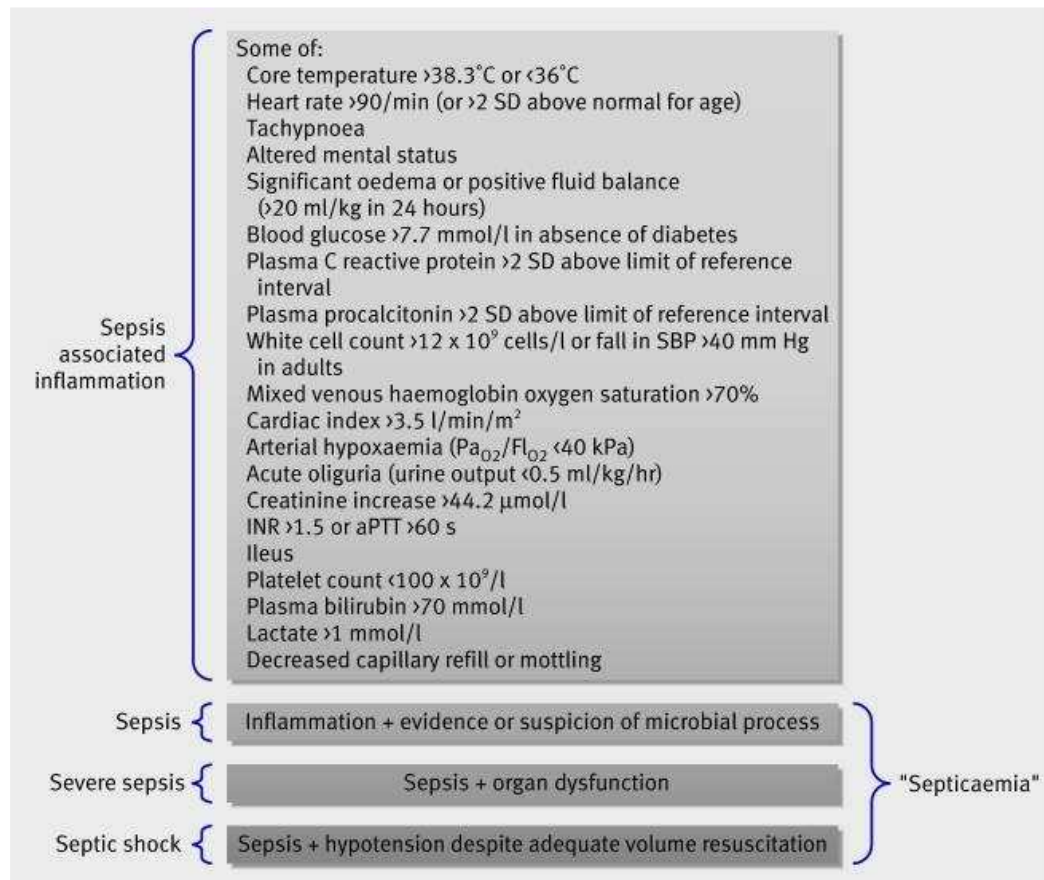 Some of:
Core temperature >38.3°C or <36°C
Heart rate >90/min (or >2 SD above normal for age)
Tachypnoea
Altered mental status
Significant oedema or positive fluid balance
(>20 ml/kg in 24 hours)
Blood glucose >7.7 mmol/l in absence of diabetes
Plasma C reactive protein >2 SD above limit of reference
interval
Plasma procalcitonin >2 SD above limit of reference interval
White cell count >12 x 10⁹ cells/l or fall in SBP >40 mm Hg
in adults
Mixed venous haemoglobin oxygen saturation >70%
Cardiac index >3.5 l/min/m²
Arterial hypoxaemia (Pa_O2/FI_O2 <40 kPa)
Acute oliguria (urine output <0.5 ml/kg/hr)
Creatinine increase >44.2 µmol/l
INR >1.5 or aPTT >60 s
Ileus
Platelet count <100 x 10⁹/l
Plasma bilirubin >70 mmol/l
Lactate >1 mmol/l
Decreased capillary refill or mottling
Sepsis
associated
inflammation
Sepsis
Inflammation + evidence or suspicion of microbial process
Severe sepsis
Sepsis + organ dysfunction
Septic shock
Sepsis + hypotension despite adequate volume resuscitation
"Septicaemia"